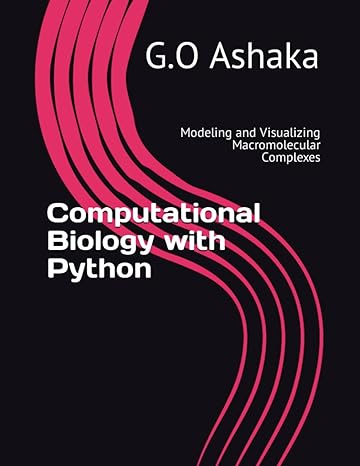 G.O Ashaka
Modeling and Visualizing
Macromolecular
Complexes
Computational
Biology with
Python